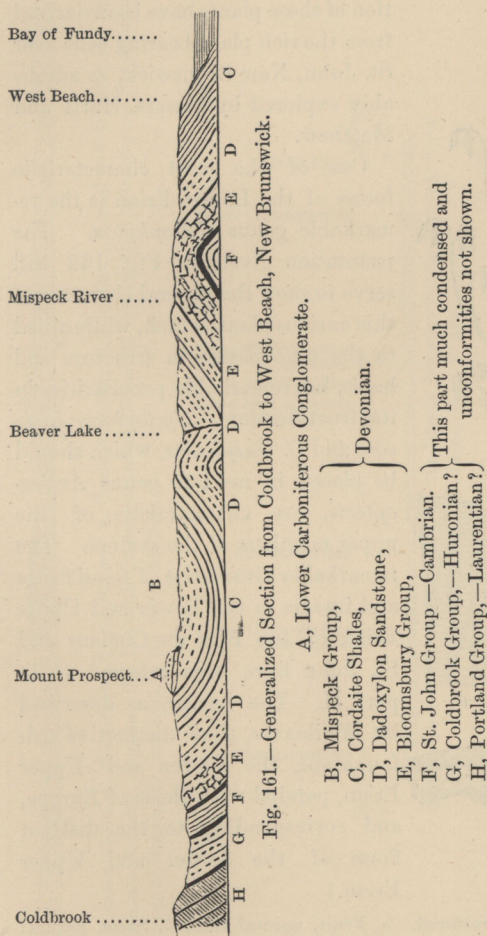 Bay of Fundy.......
West Beach.........
Mispeck River ......
Beaver Lake........
Mount Prospect...
Coldbrook ..........
A
B
H G F E D C D D E F E D C
Fig. 161.—Generalized Section from Coldbrook to West Beach, New Brunswick.
A, Lower Carboniferous Conglomerate.
B, Mispeck Group,
C, Cordaite Shales,
D, Dadoxylon Sandstone,
E, Bloomsbury Group,
Devonian.
F, St. John Group—Cambrian.
G, Coldbrook Group,—Huronian?
H, Portland Group,—Laurentian?
This part much condensed and
unconformities not shown.